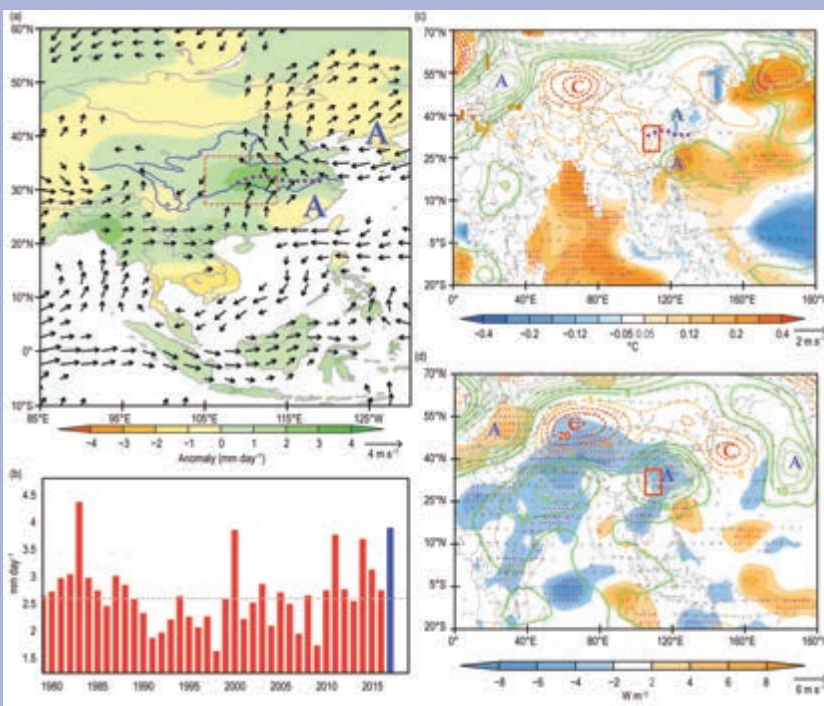 (a)
60°N
50°N
40°N
30°N
20°N
10°N
0°
10°S
85°E 95°E 105°E 115°E 125°W
A
A
-4 -3 -2 -1 1 2 3 4
Anomaly (mm day-1)
4 m s-1
(b)
mm day-1
4.5
4
3.5
3
2.5
2
1.5
1980 1985 1990 1995 2000 2005 2010 2015
(c)
70°N
55°N
40°N
25°N
10°N
5°S
20°S
0° 40°E 80°E 120°E 160°E 160°W
A C A A
-0.4 -0.2 -0.12 -0.05 0.05 0.12 0.2 0.4
°C
2 m s-1
(d)
70°N
55°N
40°N
25°N
10°N
5°S
20°S
0° 40°E 80°E 120°E 160°E 160°W
A C A C A
-20
-8 -6 -4 -2 2 4 6 8
W m-1
6 m s-1